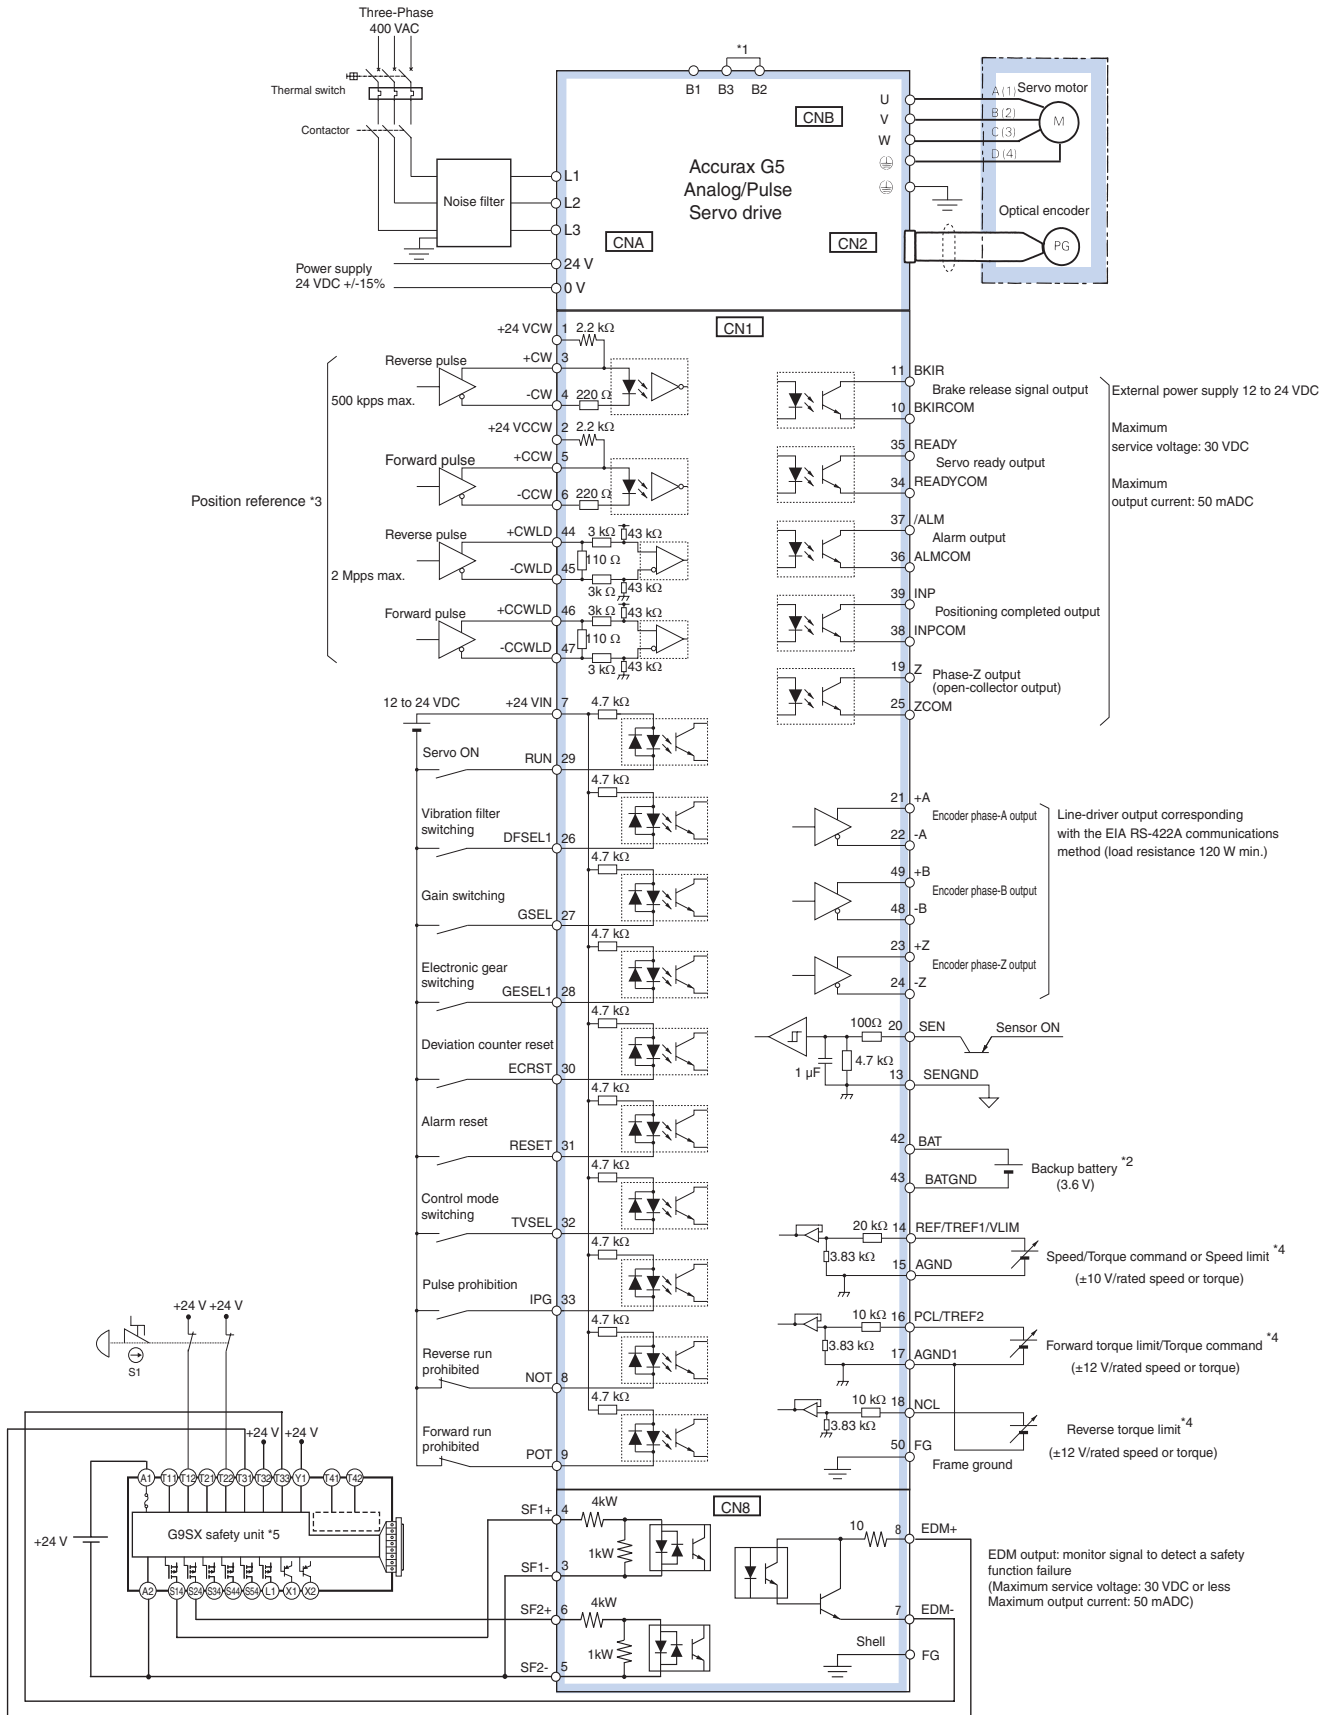 Three-Phase
400 VAC
Thermal switch
Contactor
Noise filter
L1
L2
L3
Power supply
24 VDC +/-15%
24 V
0 V
*1
B1
B3
B2
CNB
CNA
CN2
Accurax G5
Analog/Pulse
Servo drive
U
V
W
A (1)
B (2)
C (3)
D (4)
Servo motor
M
Optical encoder
PG
CN1
Position reference *3
500 kpps max.
2 Mpps max.
+24 VCW 1 2.2 kΩ
Reverse pulse
+CW 3
-CW 4 220 Ω
+24 VCCW 2 2.2 kΩ
Forward pulse
+CCW 5
-CCW 6 220 Ω
Reverse pulse
+CWLD 44 3 kΩ 43 kΩ
110 Ω
-CWLD 45
3k Ω 43 kΩ
Forward pulse
+CCWLD 46 3kΩ 43 kΩ
110 Ω
-CCWLD 47
3 kΩ 43 kΩ
12 to 24 VDC
+24 VIN 7 4.7 kΩ
Servo ON
RUN 29
4.7 kΩ
Vibration filter
switching
DFSEL1 26
4.7 kΩ
Gain switching
GSEL 27
4.7 kΩ
Electronic gear
switching
GESEL1 28
4.7 kΩ
Deviation counter reset
ECRST 30
4.7 kΩ
Alarm reset
RESET 31
4.7 kΩ
Control mode
switching
TVSEL 32
4.7 kΩ
Pulse prohibition
IPG 33
4.7 kΩ
Reverse run
prohibited
NOT 8
4.7 kΩ
Forward run
prohibited
POT 9
11 BKIR
Brake release signal output
10 BKIRCOM
35 READY
Servo ready output
34 READYCOM
37 /ALM
Alarm output
36 ALMCOM
39 INP
Positioning completed output
38 INPCOM
19 Z
Phase-Z output
(open-collector output)
25 ZCOM
External power supply 12 to 24 VDC
Maximum
service voltage: 30 VDC
Maximum
output current: 50 mADC
21 +A
Encoder phase-A output
22 -A
49 +B
Encoder phase-B output
48 -B
23 +Z
Encoder phase-Z output
24 -Z
Line-driver output corresponding
with the EIA RS-422A communications
method (load resistance 120 W min.)
100Ω 20 SEN
Sensor ON
4.7 kΩ
1 µF
13 SENGND
42 BAT
Backup battery *2
(3.6 V)
43 BATGND
20 kΩ 14 REF/TREF1/VLIM
3.83 kΩ
15 AGND
Speed/Torque command or Speed limit *4
(±10 V/rated speed or torque)
10 kΩ 16 PCL/TREF2
3.83 kΩ
17 AGND1
Forward torque limit/Torque command *4
(±12 V/rated speed or torque)
10 kΩ 18 NCL
3.83 kΩ
Reverse torque limit*4
(±12 V/rated speed or torque)
50 FG
Frame ground
+24 V +24 V
S1
+24 V +24 V
A1 T11 T12 T21 T22 T31 T32 T33 Y1 T41 T42
+24 V
G9SX safety unit *5
A2 S14 S24 S34 S44 S54 L1 X1 X2
CN8
SF1+ 4 4kW
1kW
SF1- 3
SF2+ 6 4kW
1kW
SF2- 5
10 8 EDM+
7 EDM-
Shell
FG
EDM output: monitor signal to detect a safety
function failure
(Maximum service voltage: 30 VDC or less
Maximum output current: 50 mADC)